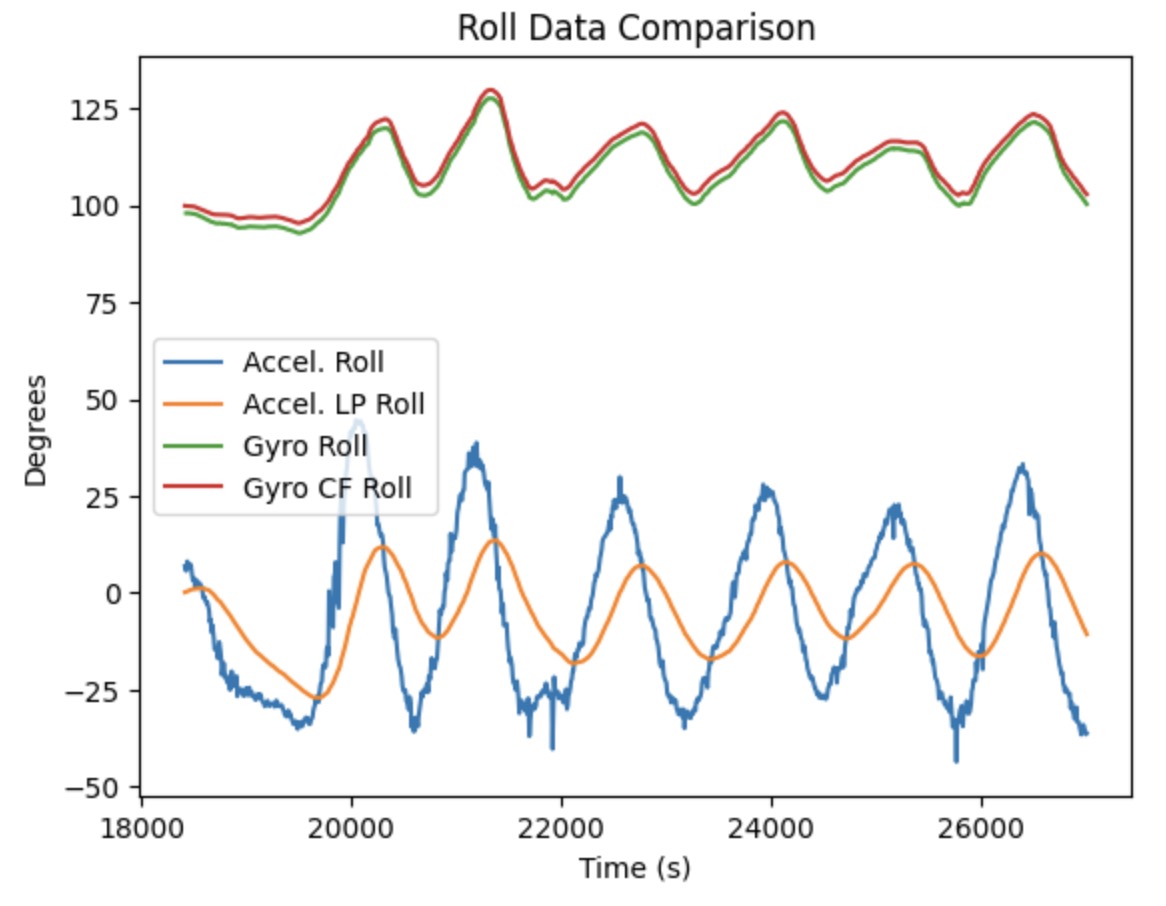 Roll Data Comparison
125
100
75
50
25
0
−25
−50
Degrees
Accel. Roll
Accel. LP Roll
Gyro Roll
Gyro CF Roll
18000 20000 22000 24000 26000
Time (s)